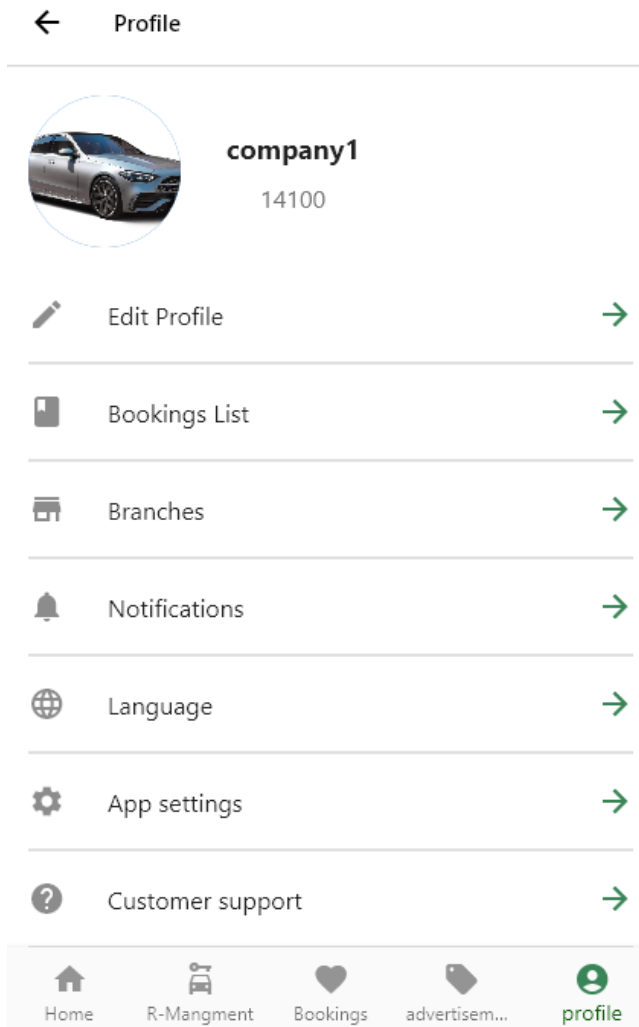 Profile
company1
14100
Edit Profile
Bookings List
Branches
Notifications
Language
App settings
Customer support
Home
R-Mangment
Bookings
advertisem...
profile